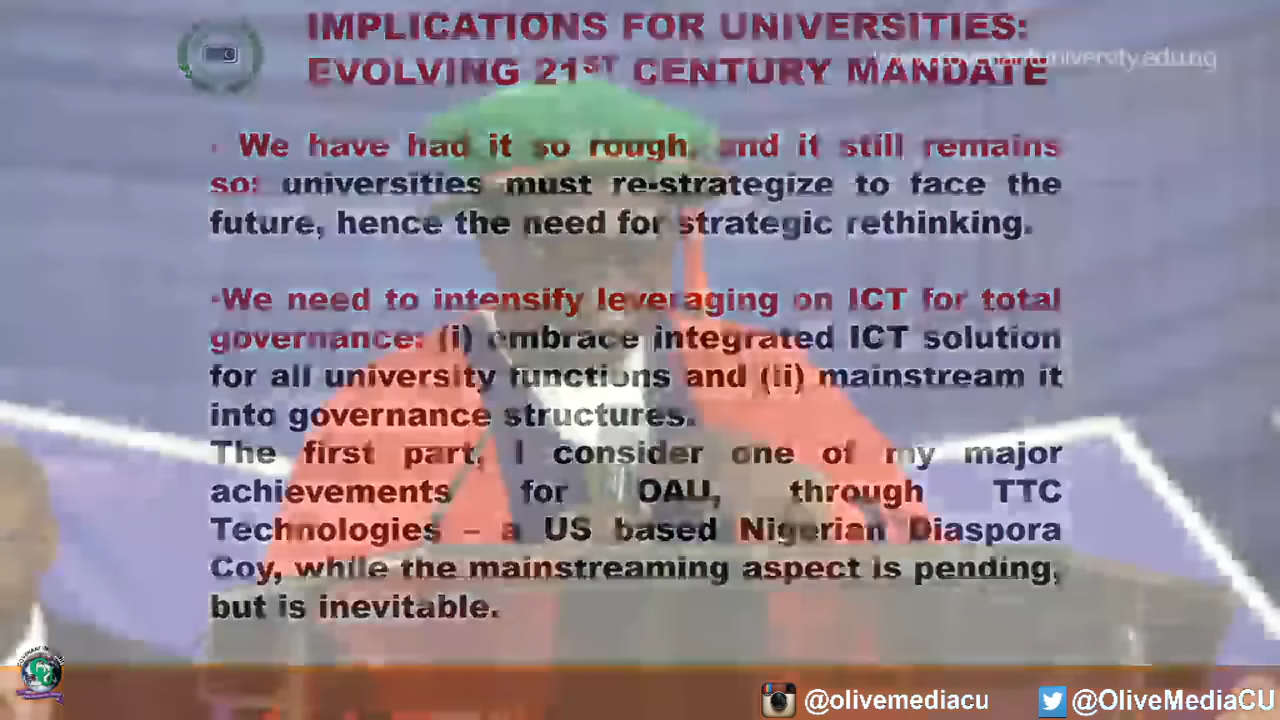 IMPLICATIONS FOR UNIVERSITIES:
EVOLVING 21ST CENTURY MANDATE
www.covenantuniversity.edu.ng
- We have had it so rough, and it still remains
so: universities must re-strategize to face the
future, hence the need for strategic rethinking.
-We need to intensify leveraging on ICT for total
governance: (i) embrace integrated ICT solution
for all university functions and (ii) mainstream it
into governance structures.
The first part, I consider one of my major
achievements for OAU, through TTC
Technologies – a US based Nigerian Diaspora
Coy, while the mainstreaming aspect is pending,
but is inevitable.
@olivemediacu
@OliveMediaCU